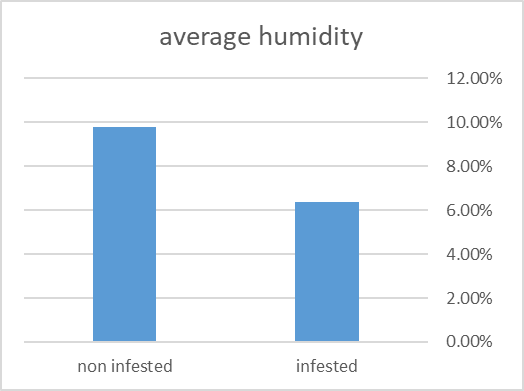 average humidity
12.00%
10.00%
8.00%
6.00%
4.00%
2.00%
0.00%
non infested
infested